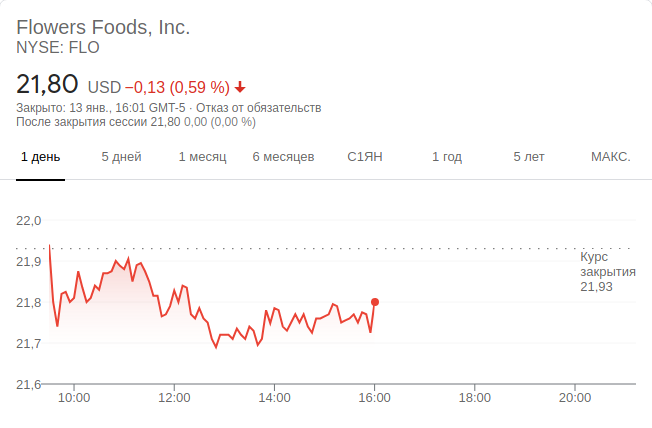 Flowers Foods, Inc.
NYSE: FLO
21,80 USD −0,13 (0,59 %)
Закрыто: 13 янв., 16:01 GMT-5 · Отказ от обязательств
После закрытия сессии 21,80 0,00 (0,00 %)
1 день 5 дней 1 месяц 6 месяцев С1ЯН 1 год 5 лет МАКС.
22,0
21,9
21,8
21,7
21,6
Курс
закрытия
21,93
10:00 12:00 14:00 16:00 18:00 20:00